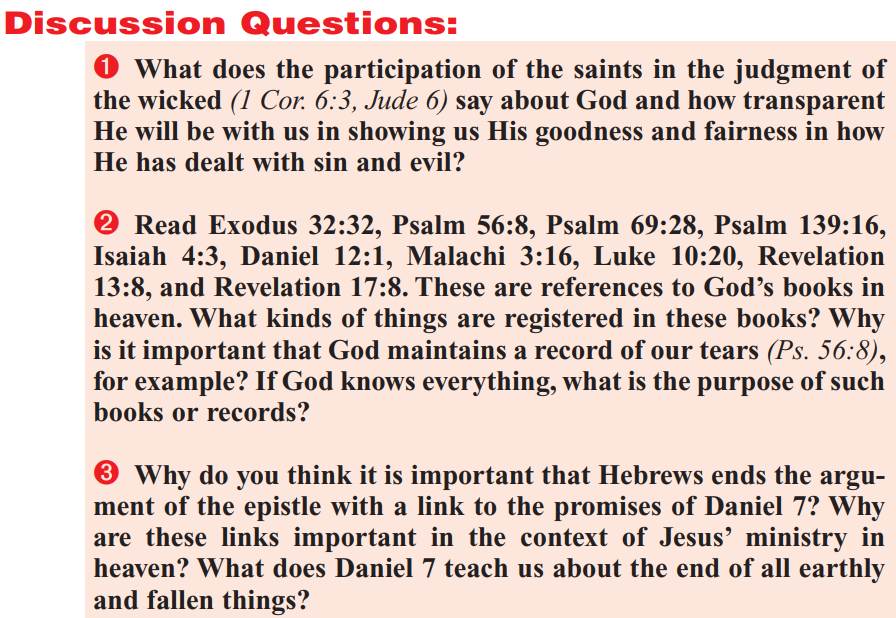 Discussion Questions:
❶ What does the participation of the saints in the judgment of
the wicked (1 Cor. 6:3, Jude 6) say about God and how transparent
He will be with us in showing us His goodness and fairness in how
He has dealt with sin and evil?
❷ Read Exodus 32:32, Psalm 56:8, Psalm 69:28, Psalm 139:16,
Isaiah 4:3, Daniel 12:1, Malachi 3:16, Luke 10:20, Revelation
13:8, and Revelation 17:8. These are references to God’s books in
heaven. What kinds of things are registered in these books? Why
is it important that God maintains a record of our tears (Ps. 56:8),
for example? If God knows everything, what is the purpose of such
books or records?
❸ Why do you think it is important that Hebrews ends the argu-
ment of the epistle with a link to the promises of Daniel 7? Why
are these links important in the context of Jesus’ ministry in
heaven? What does Daniel 7 teach us about the end of all earthly
and fallen things?